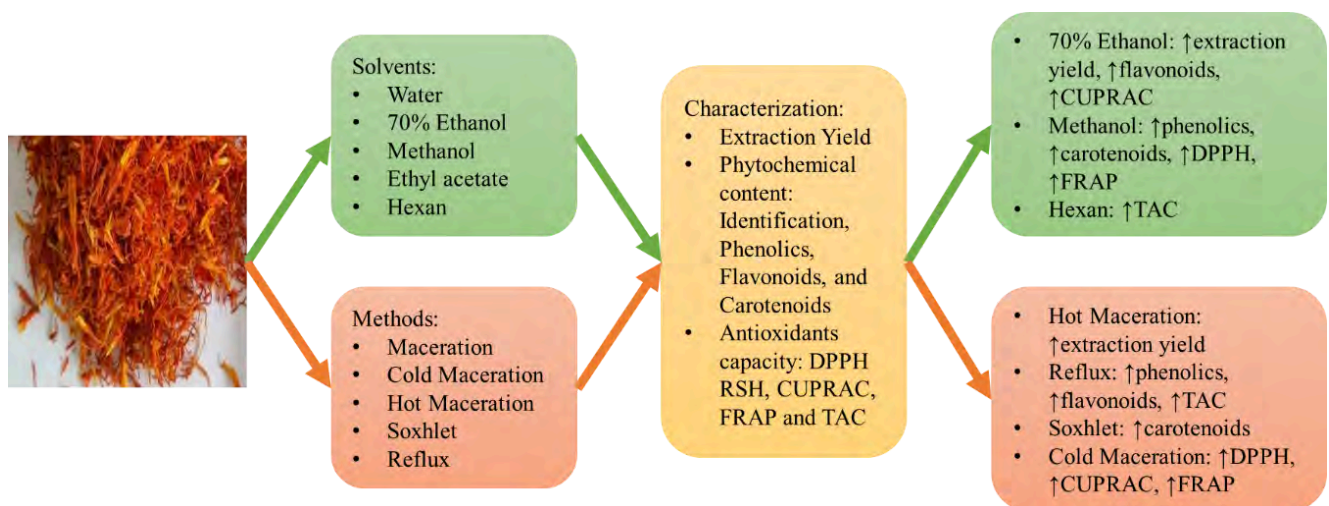 Solvents:
• Water
• 70% Ethanol
• Methanol
• Ethyl acetate
• Hexan
Methods:
• Maceration
• Cold Maceration
• Hot Maceration
• Soxhlet
• Reflux
Characterization:
• Extraction Yield
• Phytochemical
content:
Identification,
Phenolics,
Flavonoids, and
Carotenoids
• Antioxidants
capacity: DPPH
RSH, CUPRAC,
FRAP and TAC
• 70% Ethanol: ↑extraction
yield, ↑flavonoids,
↑CUPRAC
• Methanol: ↑phenolics,
↑carotenoids, ↑DPPH,
↑FRAP
• Hexan: ↑TAC
• Hot Maceration:
↑extraction yield
• Reflux: ↑phenolics,
↑flavonoids, ↑TAC
• Soxhlet: ↑carotenoids
• Cold Maceration: ↑DPPH,
↑CUPRAC, ↑FRAP